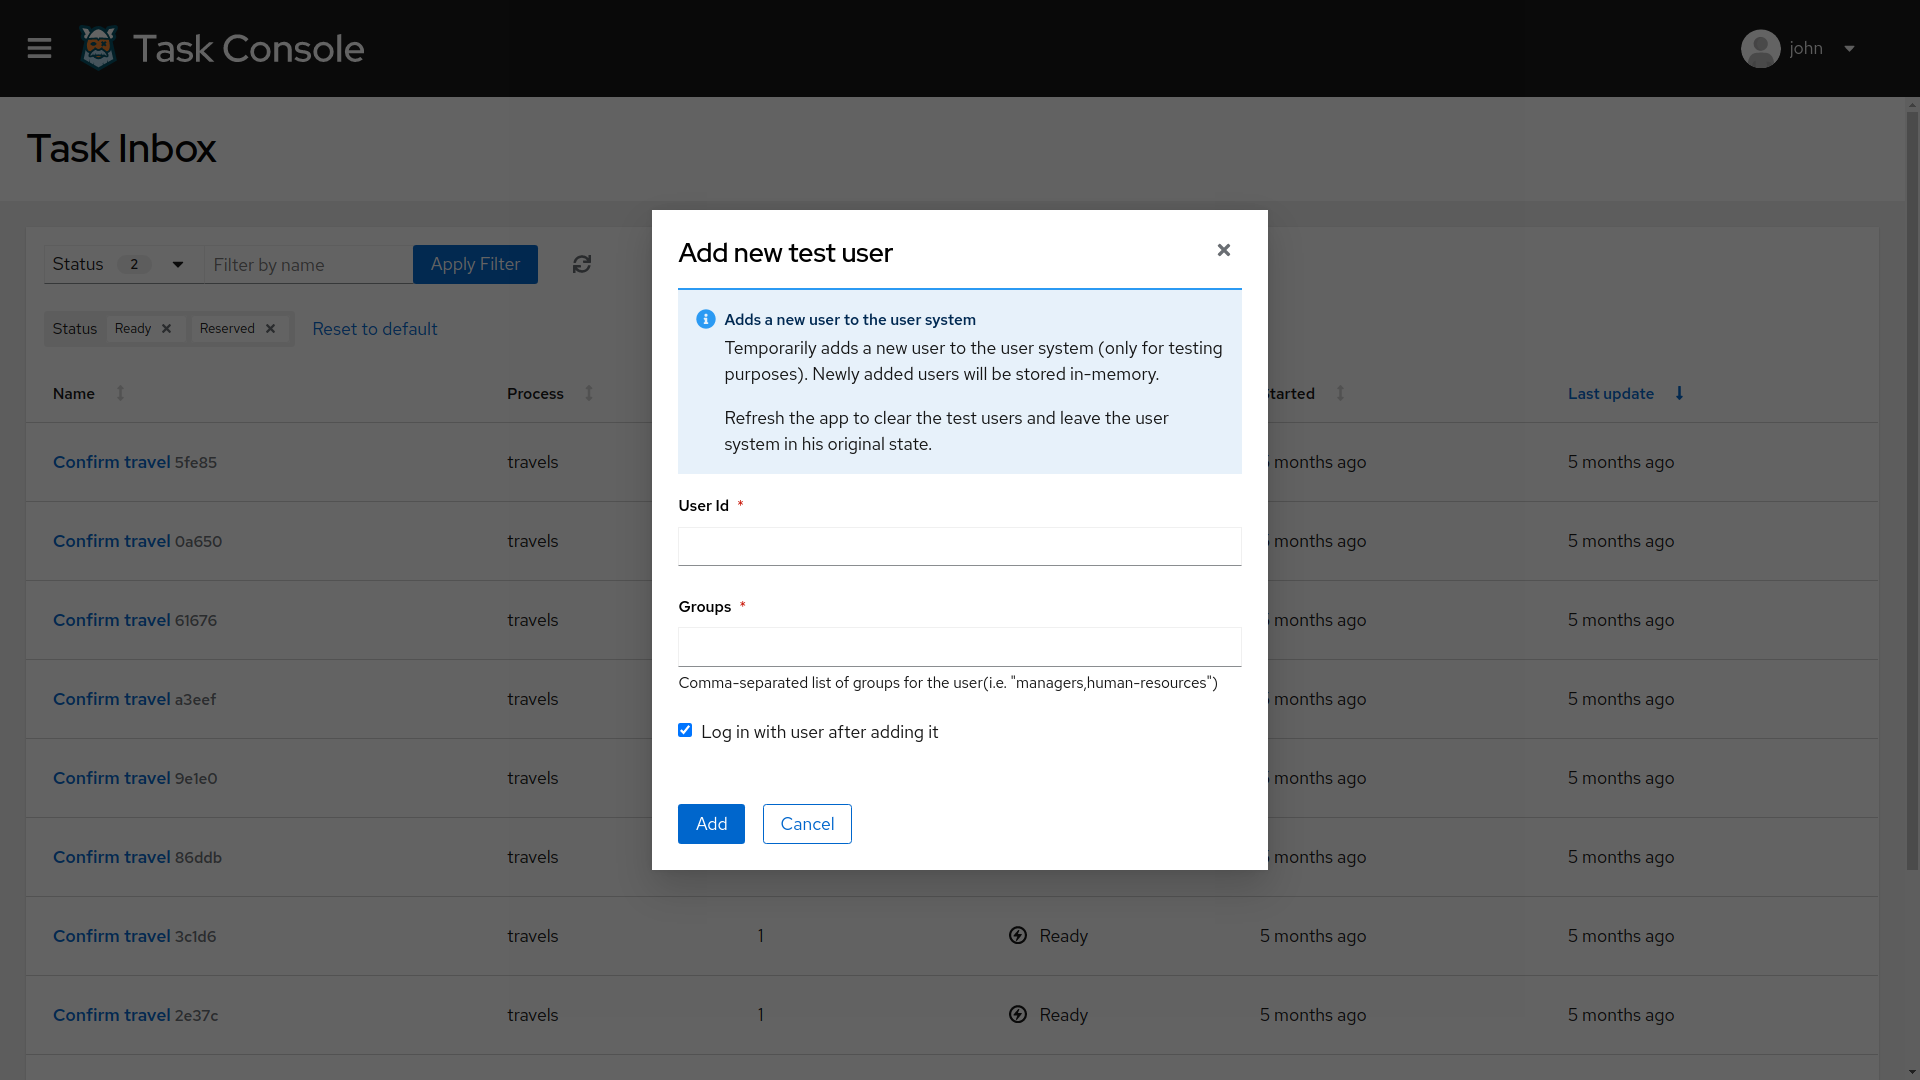 Task Console
john
Task Inbox
Status 2
Filter by name
Apply Filter
Status Ready Reserved Reset to default
Name Process Started Last update
Confirm travel 5fe85 travels 5 months ago 5 months ago
Confirm travel 0a650 travels months ago 5 months ago
Confirm travel 61676 travels months ago 5 months ago
Confirm travel a3eef travels months ago 5 months ago
Confirm travel 9e1e0 travels months ago 5 months ago
Confirm travel 86ddb travels months ago 5 months ago
Confirm travel 3c1d6 travels 1 Ready 5 months ago 5 months ago
Confirm travel 2e37c travels 1 Ready 5 months ago 5 months ago
Add new test user
Adds a new user to the user system
Temporarily adds a new user to the user system (only for testing
purposes). Newly added users will be stored in-memory.
Refresh the app to clear the test users and leave the user
system in his original state.
User Id *
Groups *
Comma-separated list of groups for the user(i.e. "managers,human-resources")
Log in with user after adding it
Add Cancel